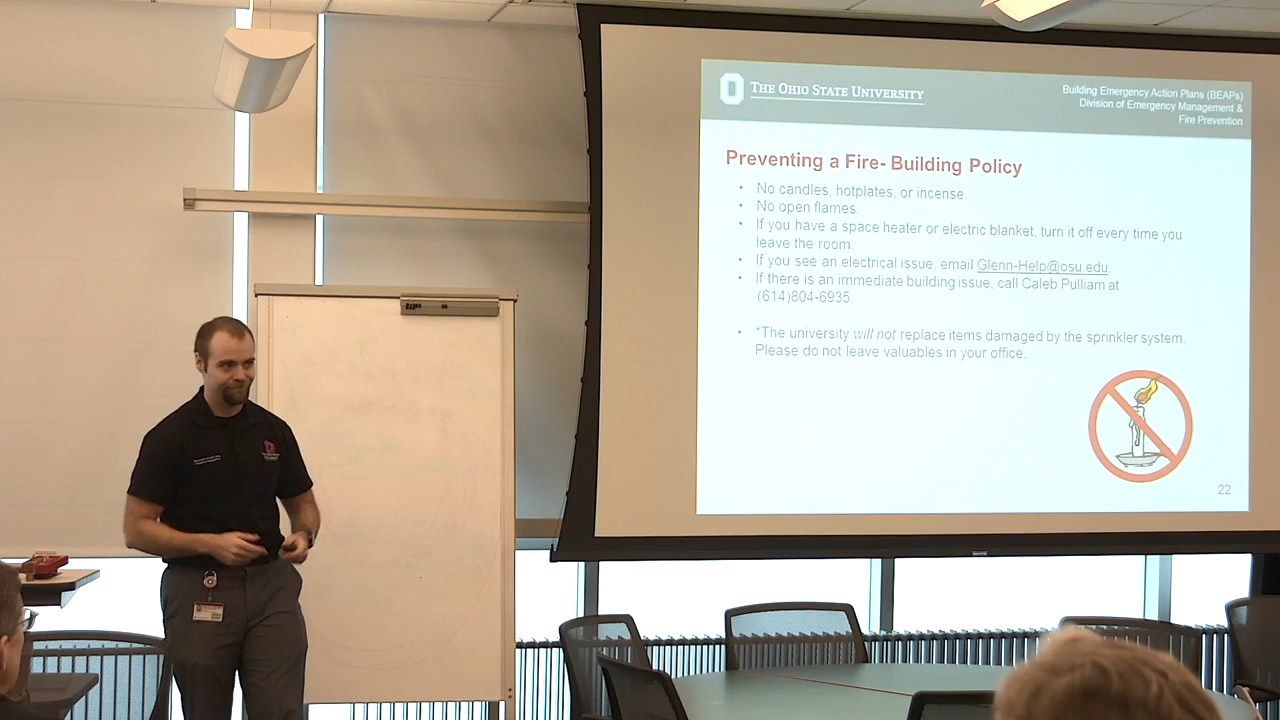 THE OHIO STATE UNIVERSITY
Building Emergency Action Plans (BEAPs)
Division of Emergency Management &
Fire Prevention
Preventing a Fire- Building Policy
• No candles, hotplates, or incense.
• No open flames.
• If you have a space heater or electric blanket, turn it off every time you
leave the room.
• If you see an electrical issue, email Glenn-Help@osu.edu.
• If there is an immediate building issue, call Caleb Pulliam at
(614)804-6935.
• *The university will not replace items damaged by the sprinkler system.
Please do not leave valuables in your office.
22